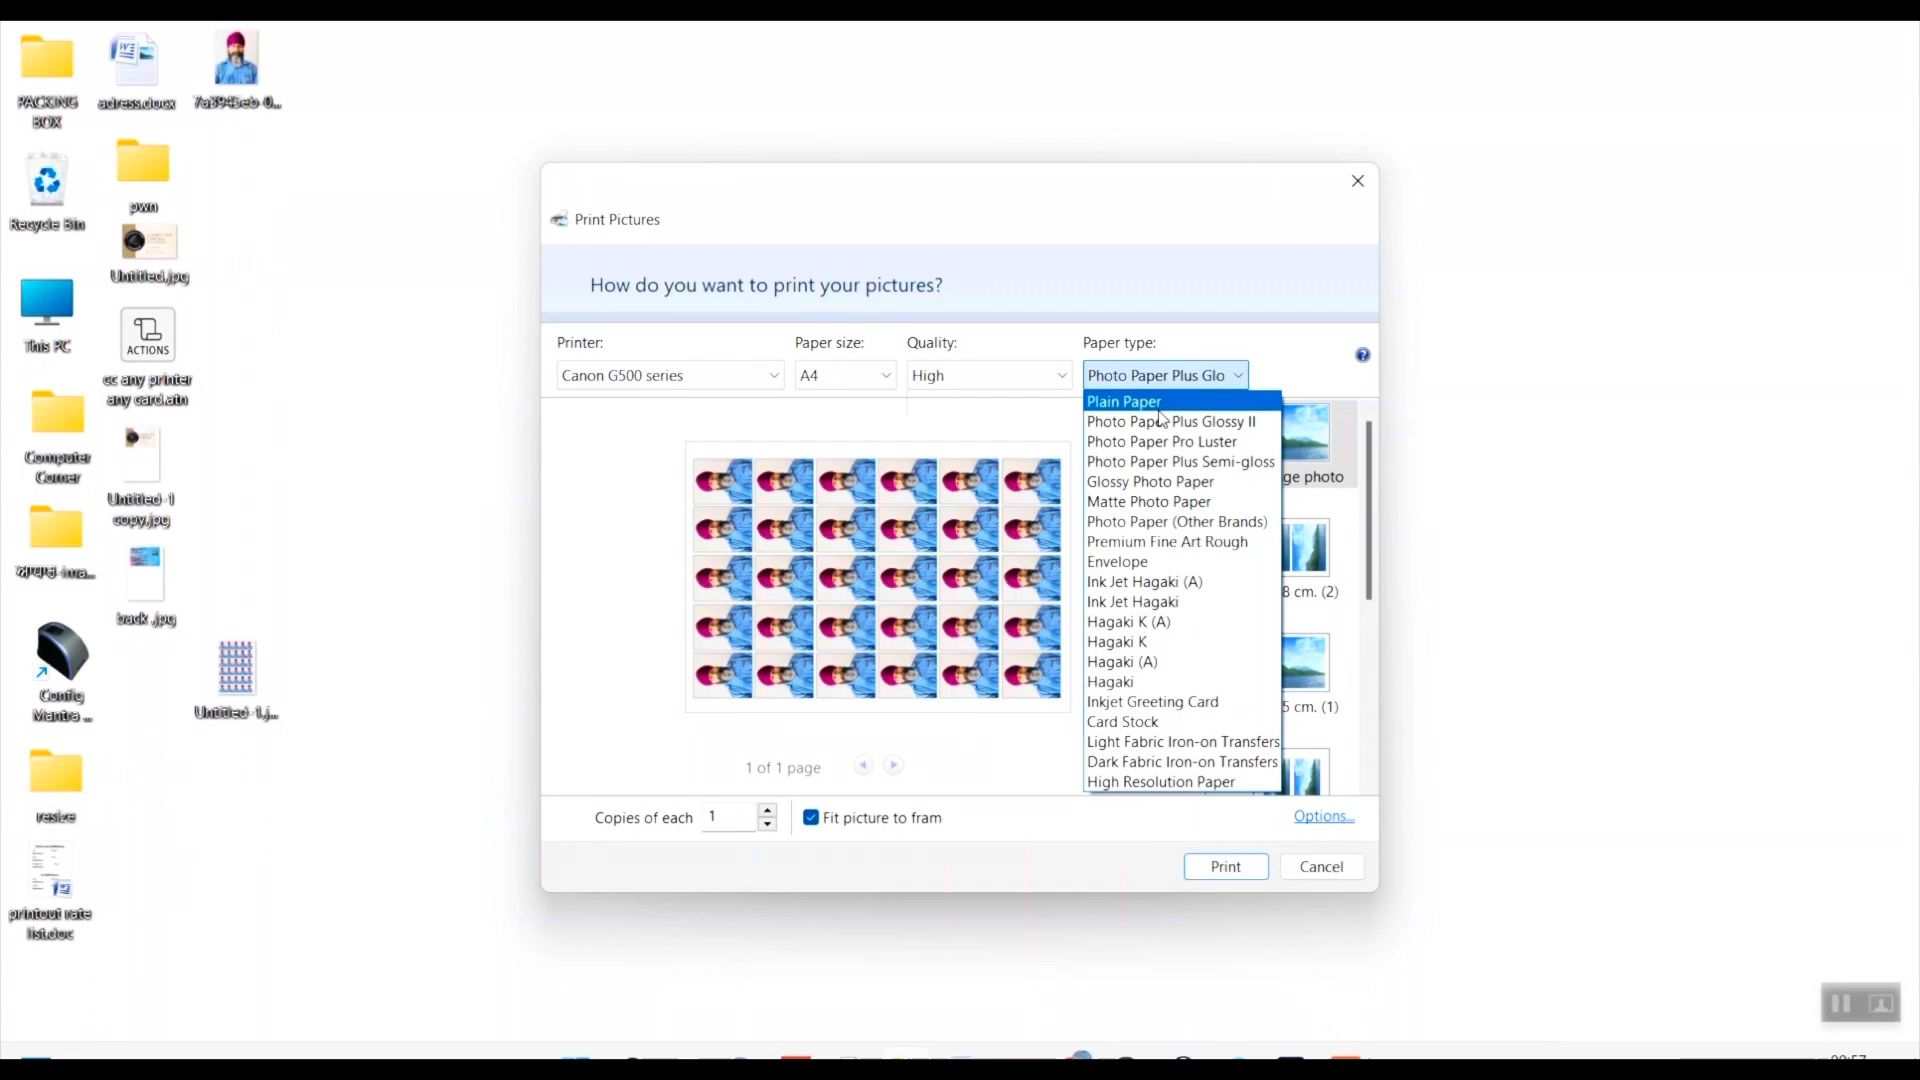 PACKING
BOX
adress.docx
7a3945eb-0...
pwn
Recycle Bin
Untitled.jpg
This PC
ACTIONS
cc any printer
any card.atn
Computer
Corner
Untitled-1
copy.jpg
back .jpg
Config
Mantra ...
Untitled-1.j...
resize
printout rate
list.doc
Print Pictures
How do you want to print your pictures?
Printer:
Paper size:
Quality:
Paper type:
Canon G500 series
A4
High
Photo Paper Plus Glo
Plain Paper
Photo Paper Plus Glossy II
Photo Paper Pro Luster
Photo Paper Plus Semi-gloss
Glossy Photo Paper
Matte Photo Paper
Photo Paper (Other Brands)
Premium Fine Art Rough
Envelope
Ink Jet Hagaki (A)
Ink Jet Hagaki
Hagaki K (A)
Hagaki K
Hagaki (A)
Hagaki
Inkjet Greeting Card
Card Stock
Light Fabric Iron-on Transfers
Dark Fabric Iron-on Transfers
High Resolution Paper
ge photo
8 cm. (2)
5 cm. (1)
1 of 1 page
Copies of each
1
Fit picture to fram
Options...
Print
Cancel